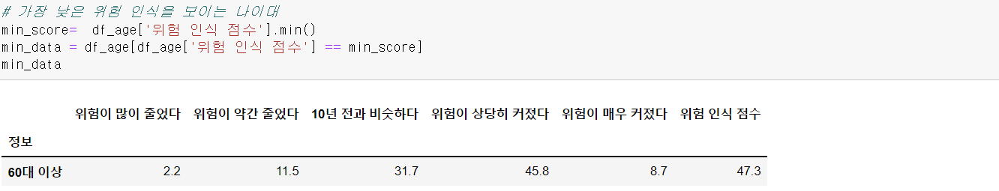 # 가장 낮은 위험 인식을 보이는 나이대
min_score=  df_age['위험 인식 점수'].min()
min_data = df_age[df_age['위험 인식 점수'] == min_score]
min_data
위험이 많이 줄었다 위험이 약간 줄었다 10년 전과 비슷하다 위험이 상당히 커졌다 위험이 매우 커졌다 위험 인식 점수
정보
60대 이상 2.2 11.5 31.7 45.8 8.7 47.3